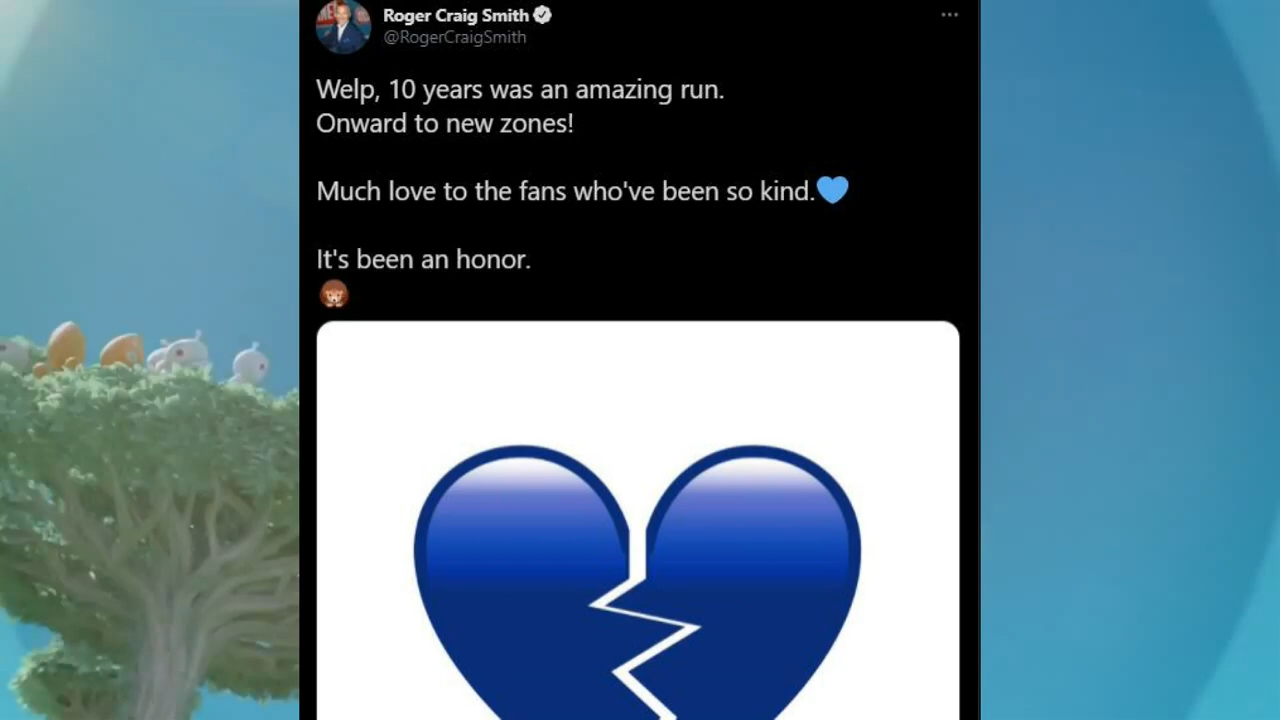 Roger Craig Smith
@RogerCraigSmith
Welp, 10 years was an amazing run.
Onward to new zones!
Much love to the fans who've been so kind.💙
It's been an honor.